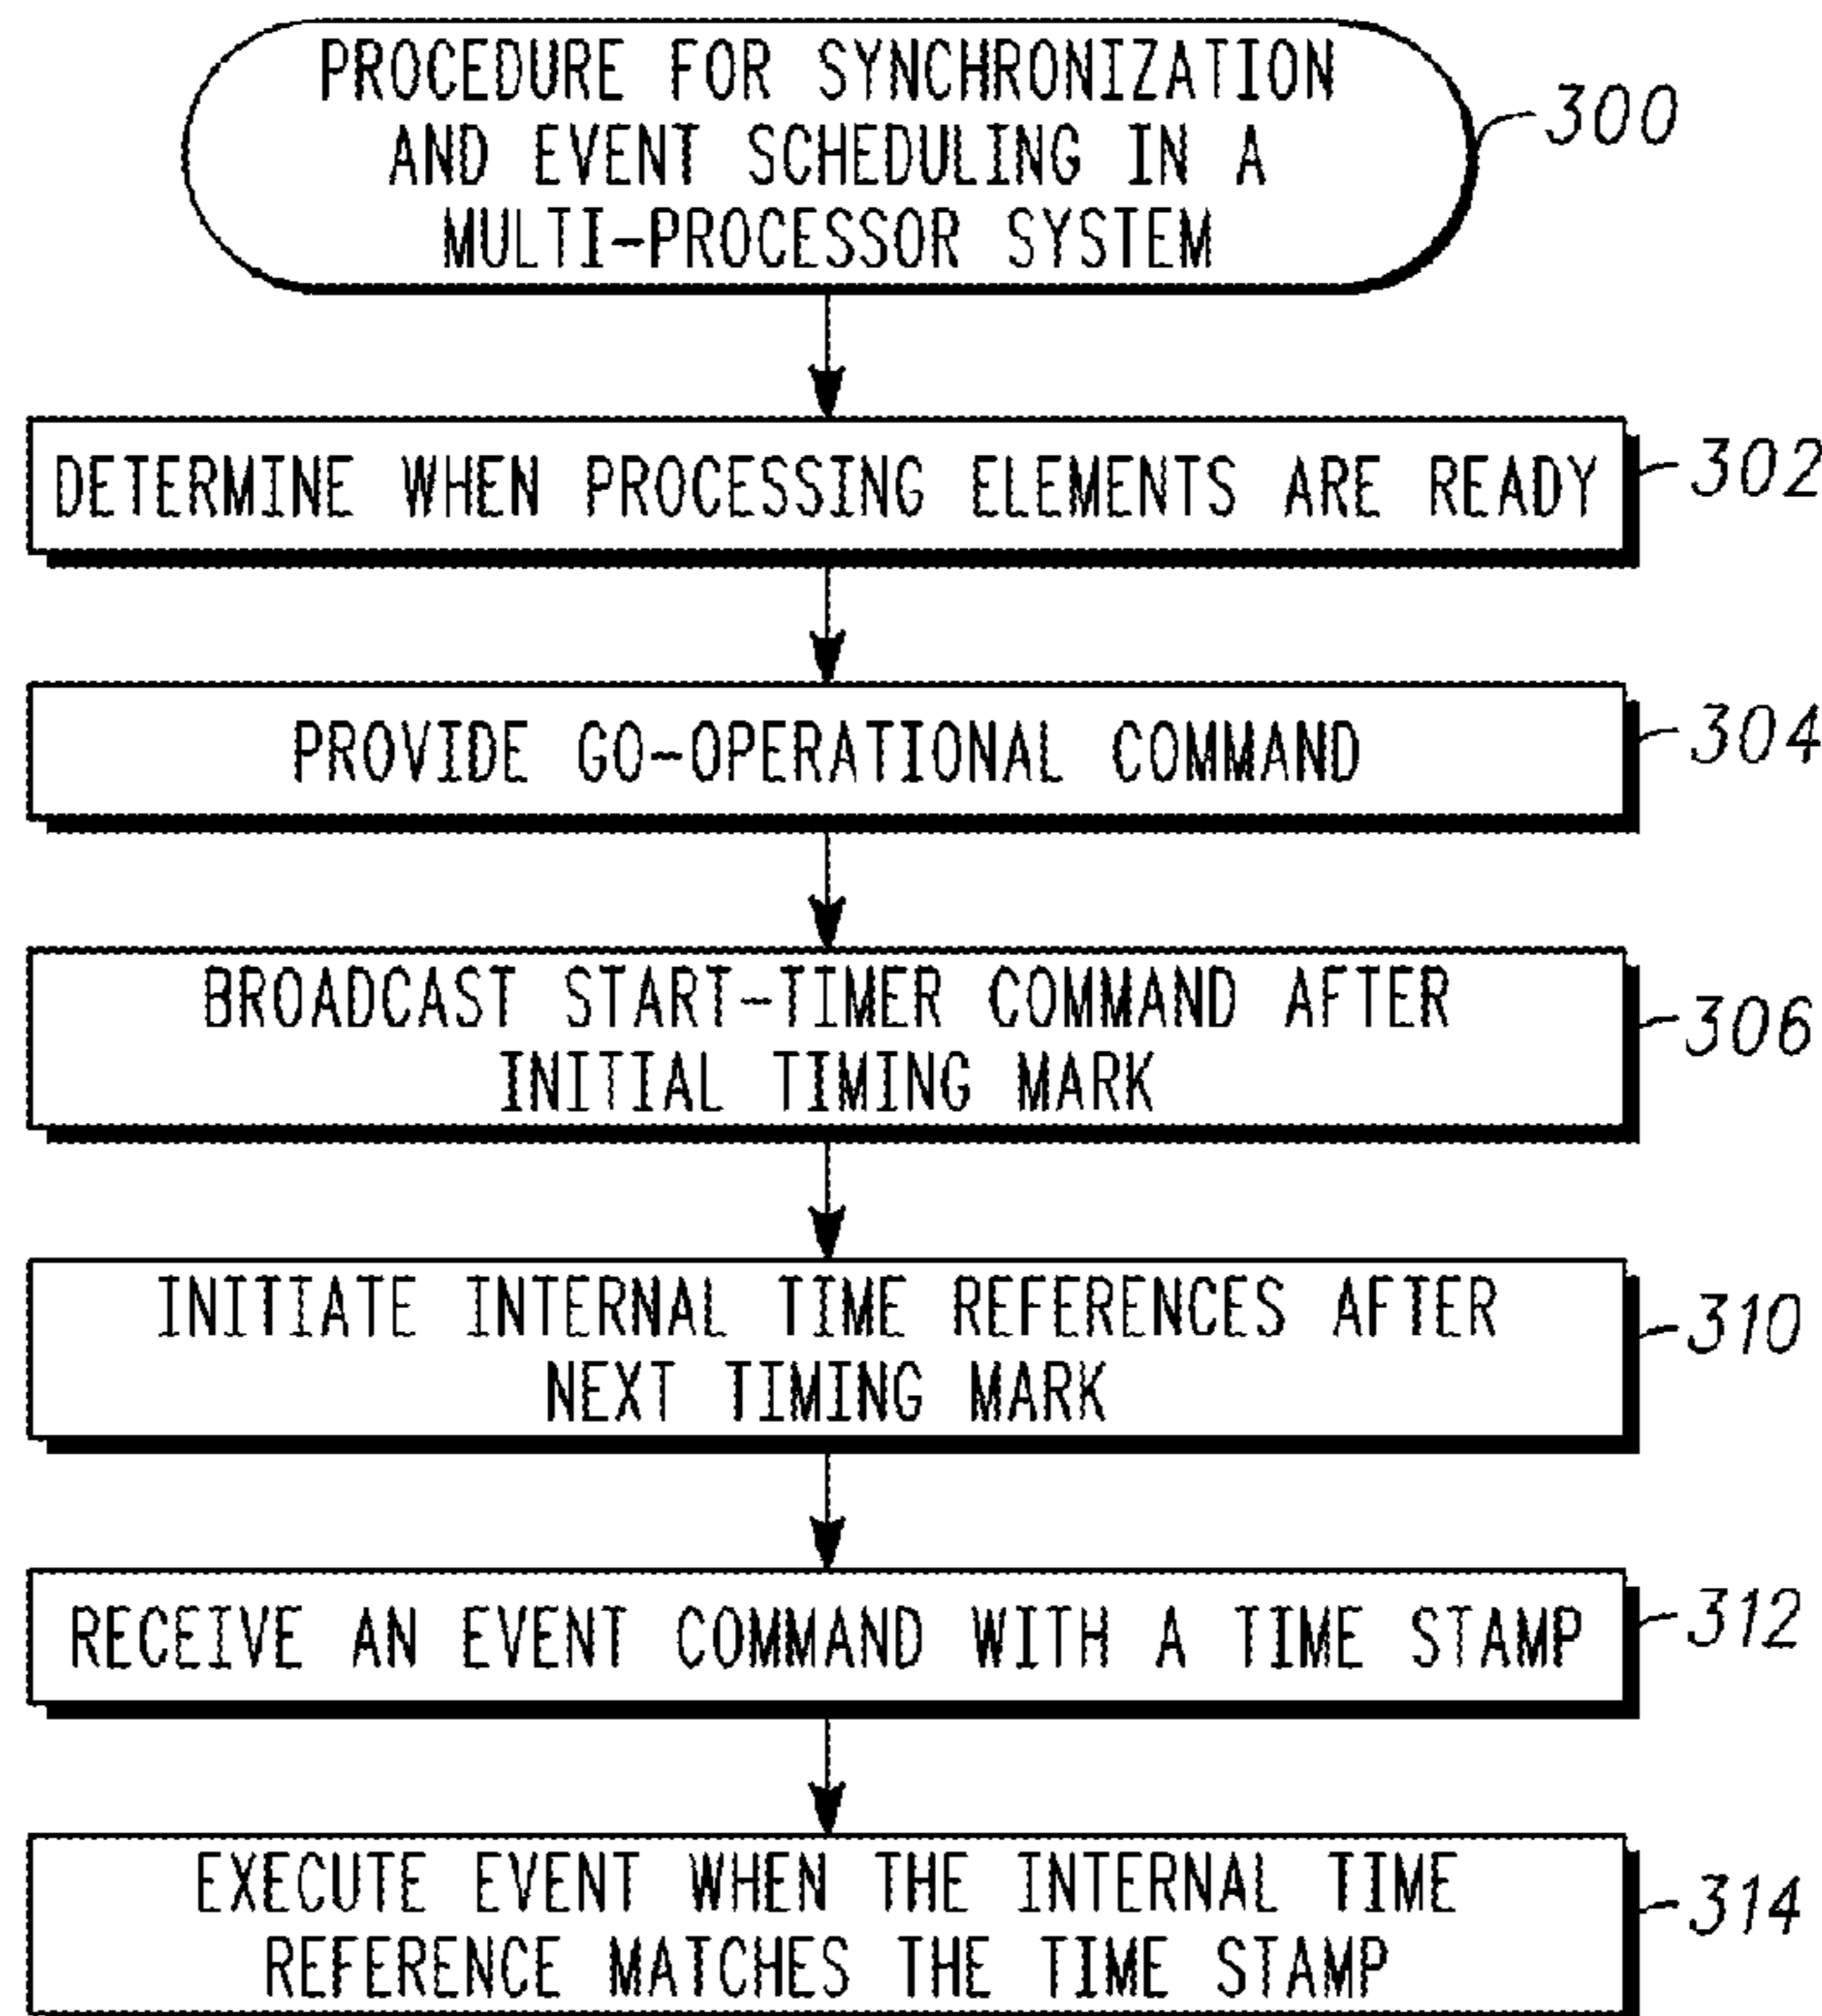 PROCEDURE FOR SYNCHRONIZATION
AND EVENT SCHEDULING IN A
MULTI-PROCESSOR SYSTEM
300
DETERMINE WHEN PROCESSING ELEMENTS ARE READY
302
PROVIDE GO-OPERATIONAL COMMAND
304
BROADCAST START-TIMER COMMAND AFTER
INITIAL TIMING MARK
306
INITIATE INTERNAL TIME REFERENCES AFTER
NEXT TIMING MARK
310
RECEIVE AN EVENT COMMAND WITH A TIME STAMP
312
EXECUTE EVENT WHEN THE INTERNAL TIME
REFERENCE MATCHES THE TIME STAMP
314